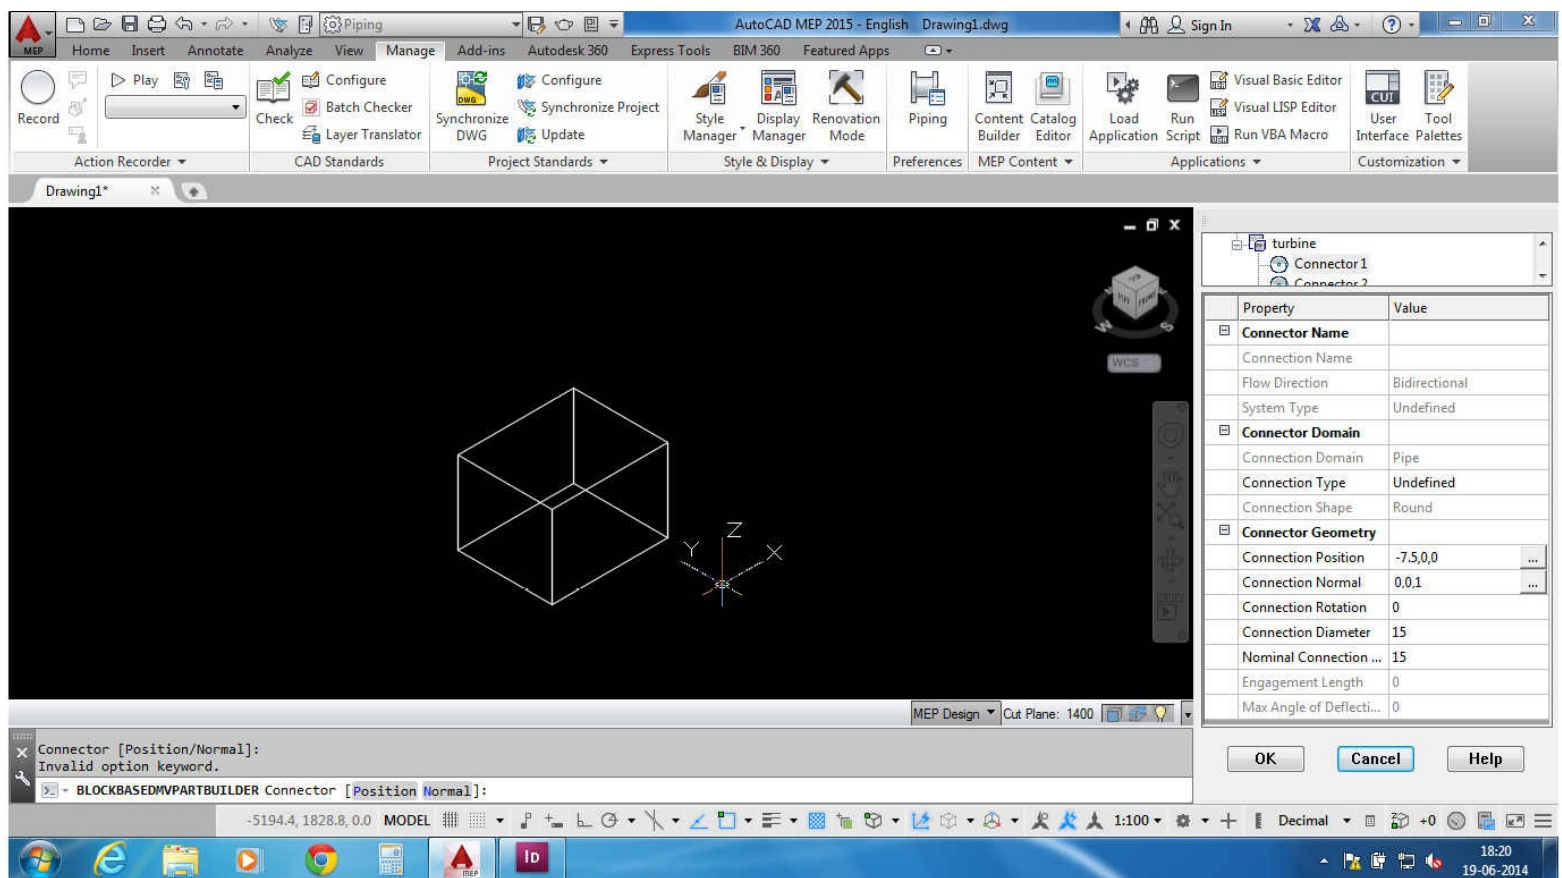 Piping
AutoCAD MEP 2015 - English Drawing1.dwg
Sign In
MEP Home Insert Annotate Analyze View Manage Add-ins Autodesk 360 Express Tools BIM 360 Featured Apps
Record
Play
Action Recorder
Check
Configure
Batch Checker
Layer Translator
CAD Standards
DWG
Synchronize DWG
Configure
Synchronize Project
Update
Project Standards
Style Manager
Display Manager
Renovation Mode
Style & Display
Piping
Preferences
Content Builder
Catalog Editor
MEP Content
Load Application
Run Script
Visual Basic Editor
Visual LISP Editor
Run VBA Macro
Applications
CUI
User Interface
Tool Palettes
Customization
Drawing1*
W
S
WCS
Z
Y
X
turbine
Connector 1
Connector 2
Property Value
Connector Name
Connection Name
Flow Direction Bidirectional
System Type Undefined
Connector Domain
Connection Domain Pipe
Connection Type Undefined
Connection Shape Round
Connector Geometry
Connection Position -7.5,0,0 ...
Connection Normal 0,0,1 ...
Connection Rotation 0
Connection Diameter 15
Nominal Connection ... 15
Engagement Length 0
Max Angle of Deflecti... 0
MEP Design Cut Plane: 1400
OK Cancel Help
Connector [Position/Normal]:
Invalid option keyword.
BLOCKBASEDMVPARTBUILDER Connector [Position Normal]:
-5194.4, 1828.8, 0.0 MODEL 1:100 Decimal +0
MEP
ID
18:20
19-06-2014